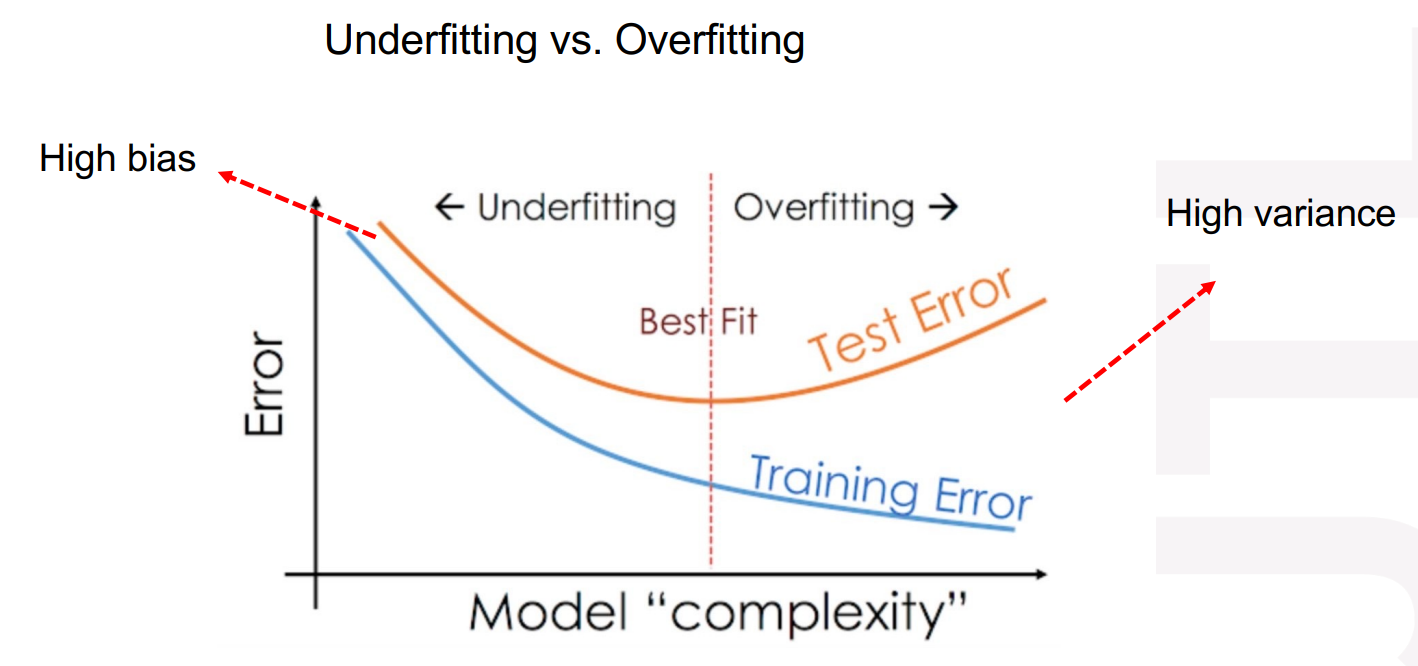 Underfitting vs. Overfitting
High bias
← Underfitting
Overfitting →
High variance
Best Fit
Test Error
Error
Training Error
Model “complexity”